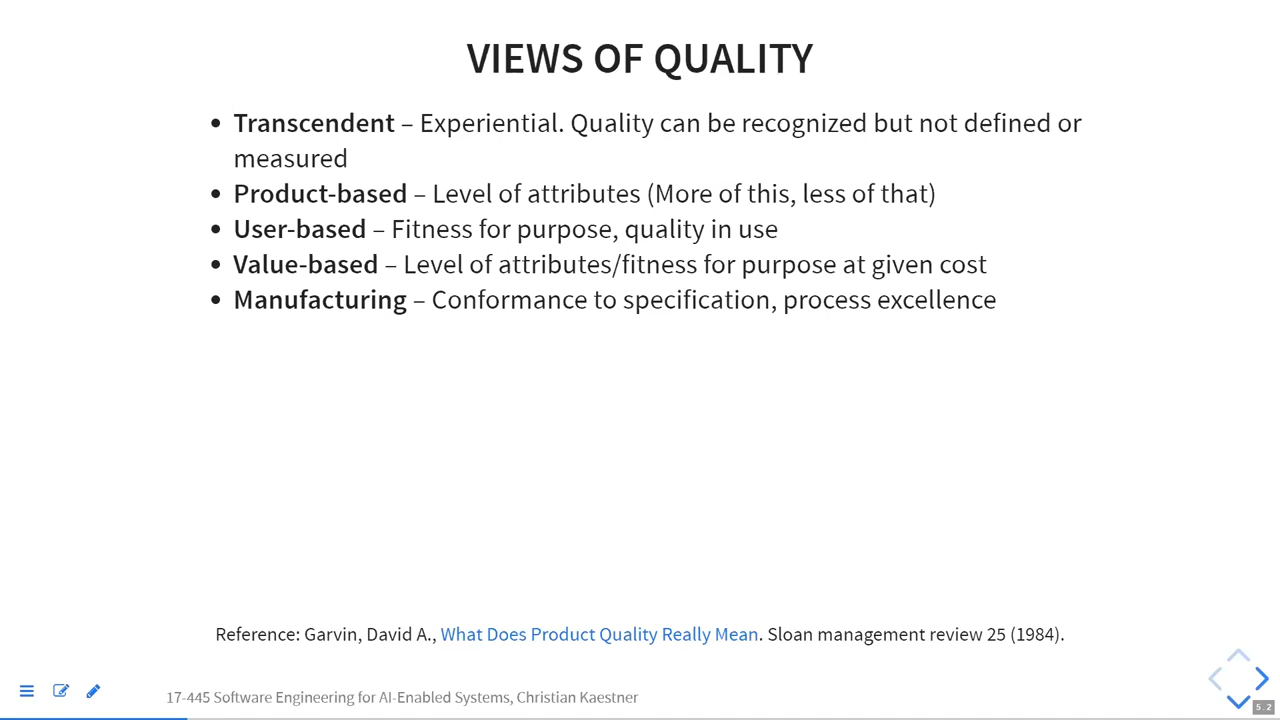 VIEWS OF QUALITY
• Transcendent – Experiential. Quality can be recognized but not defined or
measured
• Product-based – Level of attributes (More of this, less of that)
• User-based – Fitness for purpose, quality in use
• Value-based – Level of attributes/fitness for purpose at given cost
• Manufacturing – Conformance to specification, process excellence
Reference: Garvin, David A., What Does Product Quality Really Mean. Sloan management review 25 (1984).
17-445 Software Engineering for AI-Enabled Systems, Christian Kaestner
5.2